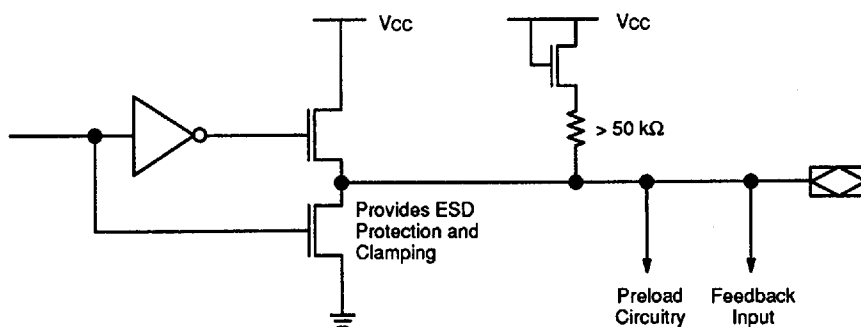 Vcc
Vcc
> 50 kΩ
Provides ESD
Protection and
Clamping
Preload
Circuitry
Feedback
Input